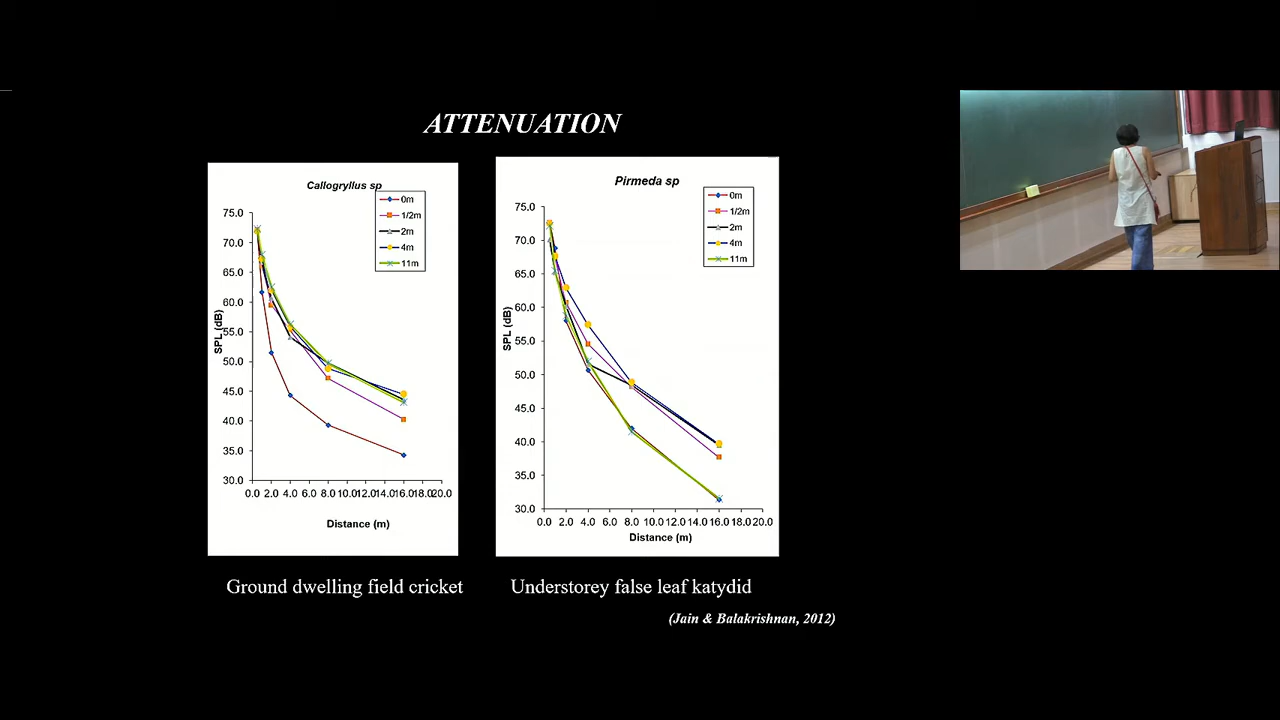 ATTENUATION
Callogryllus sp
0m
1/2m
2m
4m
11m
75.0
70.0
65.0
60.0
55.0
50.0
45.0
40.0
35.0
30.0
SPL (dB)
0.0 2.0 4.0 6.0 8.0 10.0 12.0 14.0 16.0 18.0 20.0
Distance (m)
Pirmeda sp
0m
1/2m
2m
4m
11m
75.0
70.0
65.0
60.0
55.0
50.0
45.0
40.0
35.0
30.0
SPL (dB)
0.0 2.0 4.0 6.0 8.0 10.0 12.0 14.0 16.0 18.0 20.0
Distance (m)
Ground dwelling field cricket
Understorey false leaf katydid
(Jain & Balakrishnan, 2012)